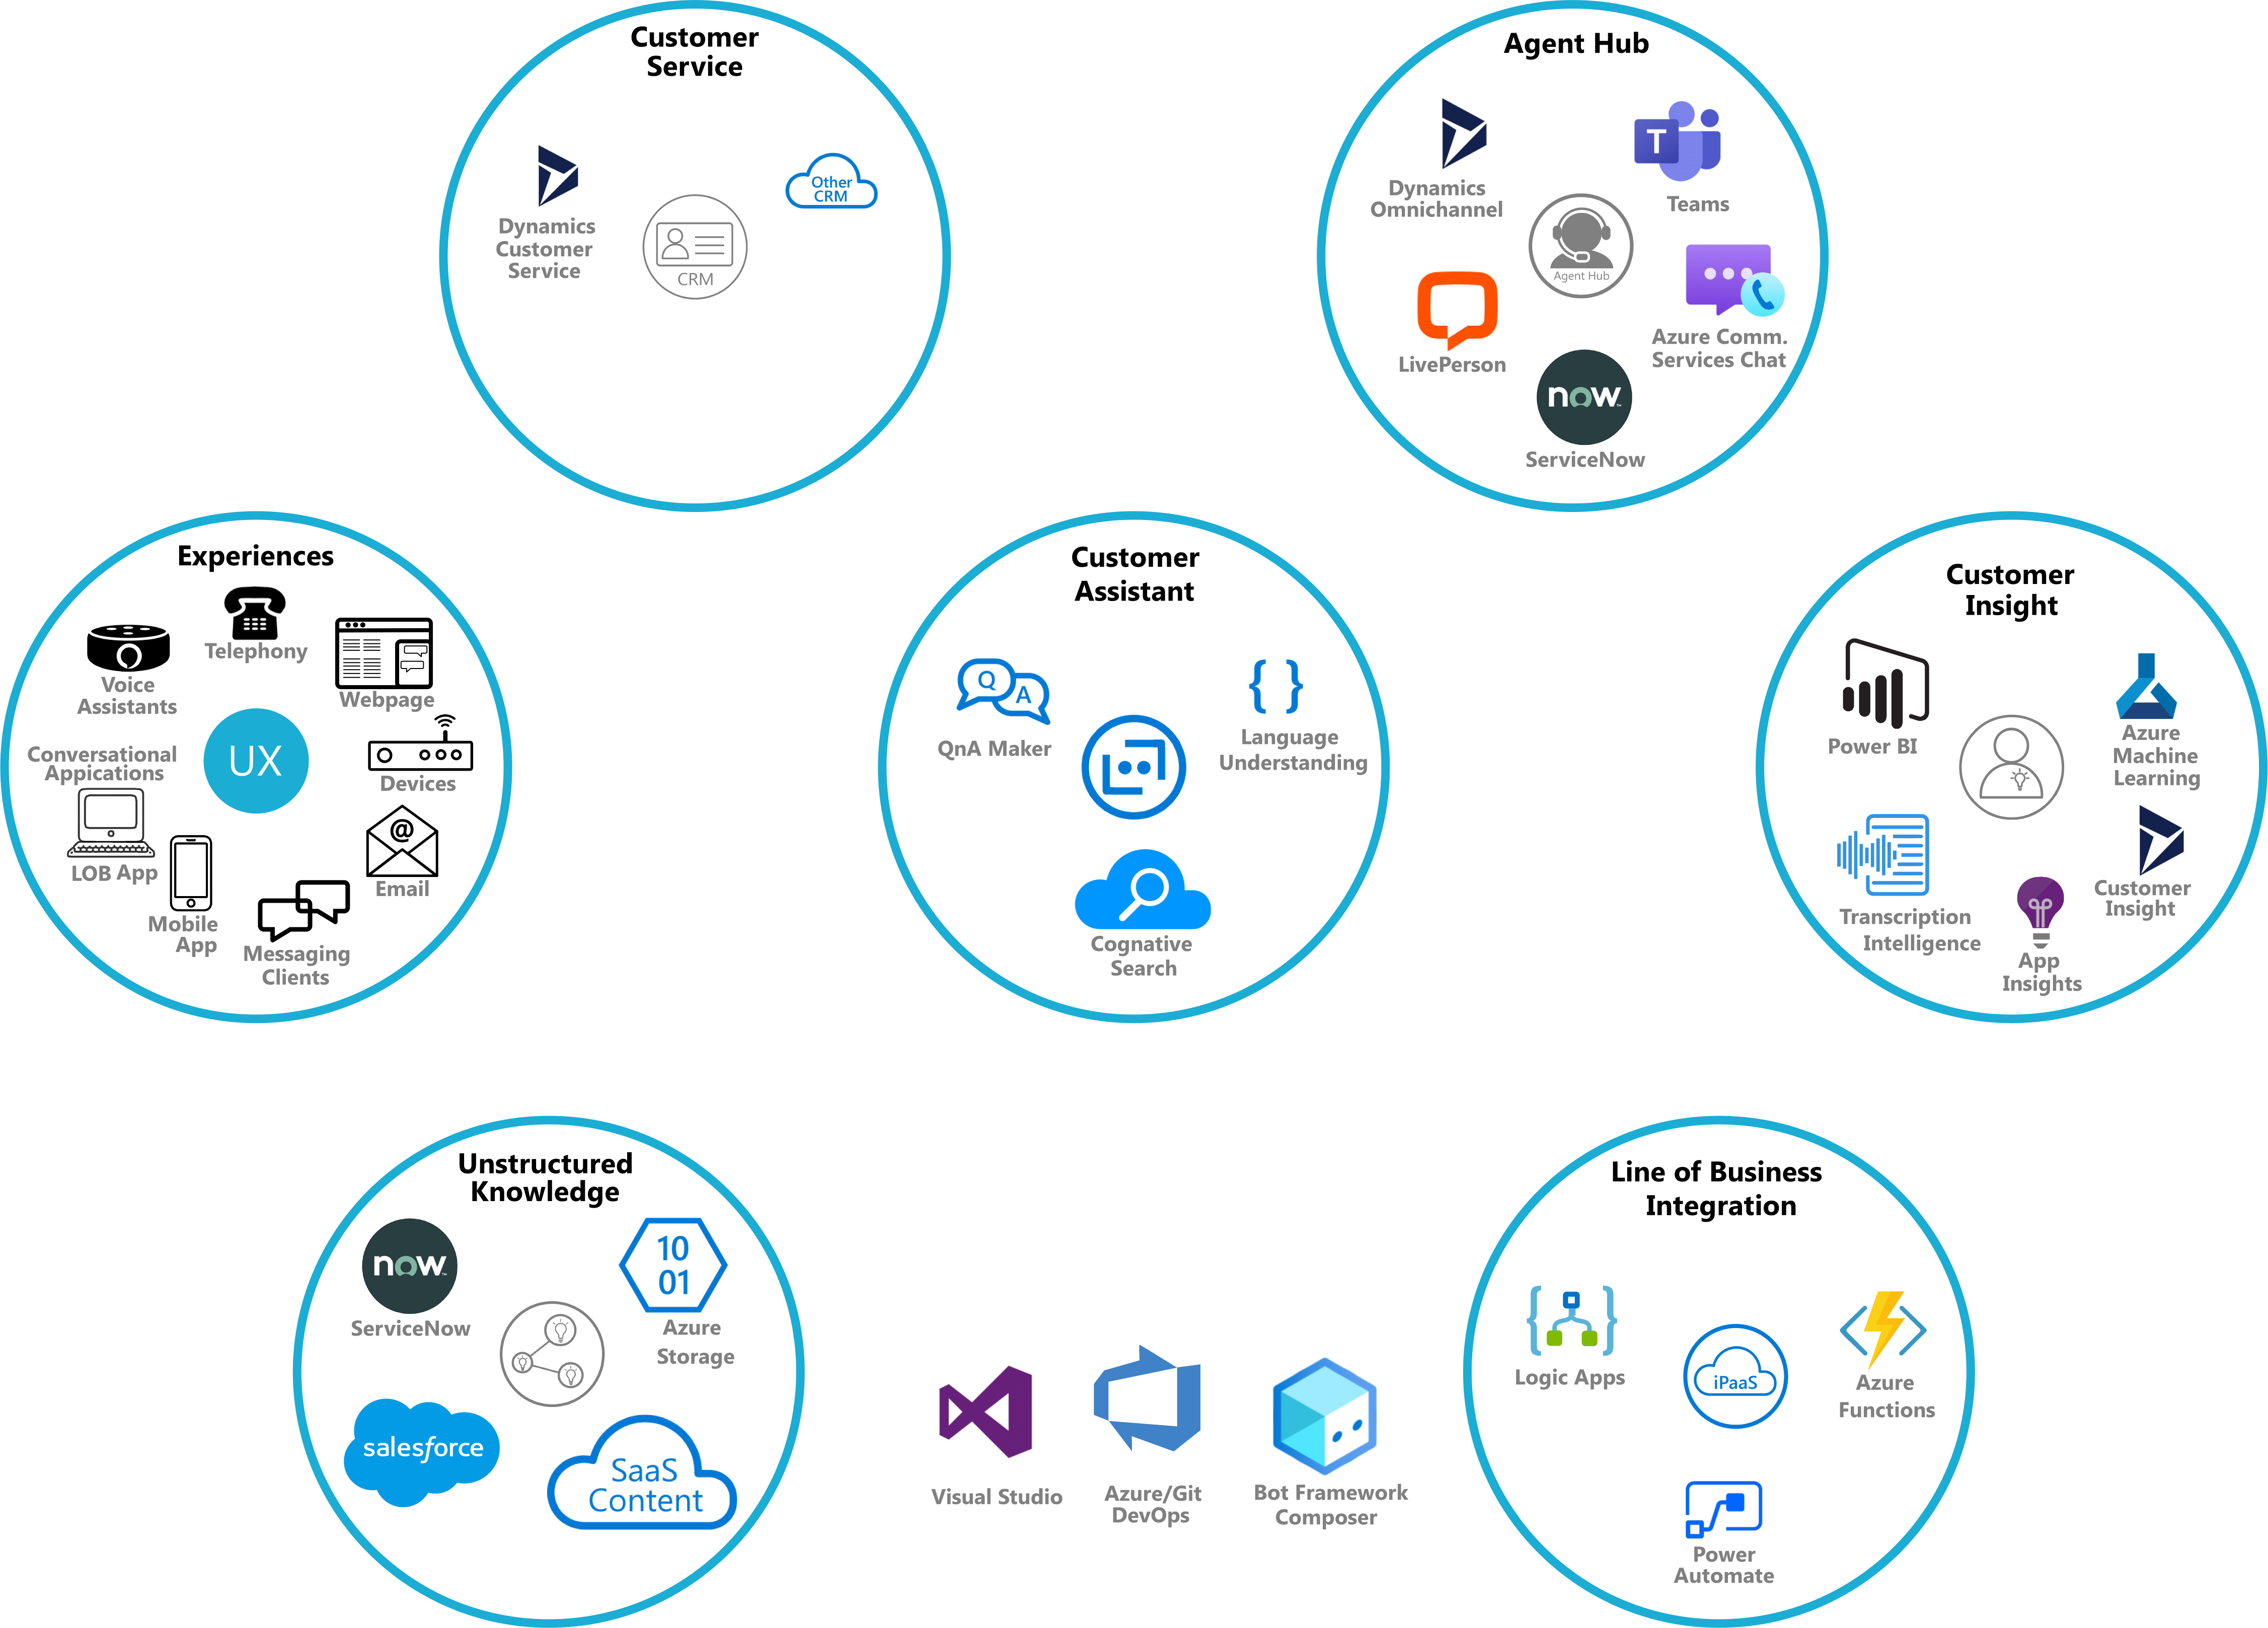 Customer
Service
Dynamics
Customer
Service
CRM
Other
CRM
Agent Hub
Dynamics
Omnichannel
T
Teams
Agent Hub
LivePerson
Azure Comm.
Services Chat
now
ServiceNow
Experiences
Telephony
Voice
Assistants
Webpage
UX
Conversational
Appications
Devices
LOB App
@
Email
Mobile
App
Messaging
Clients
Customer
Assistant
Q
A
QnA Maker
{ }
Language
Understanding
Cognative
Search
Customer
Insight
Power BI
Azure
Machine
Learning
Transcription
Intelligence
Customer
Insight
App
Insights
Unstructured
Knowledge
now
ServiceNow
10
01
Azure
Storage
salesforce
SaaS
Content
Visual Studio
Azure/Git
DevOps
Bot Framework
Composer
Line of Business
Integration
Logic Apps
iPaaS
Azure
Functions
Power
Automate